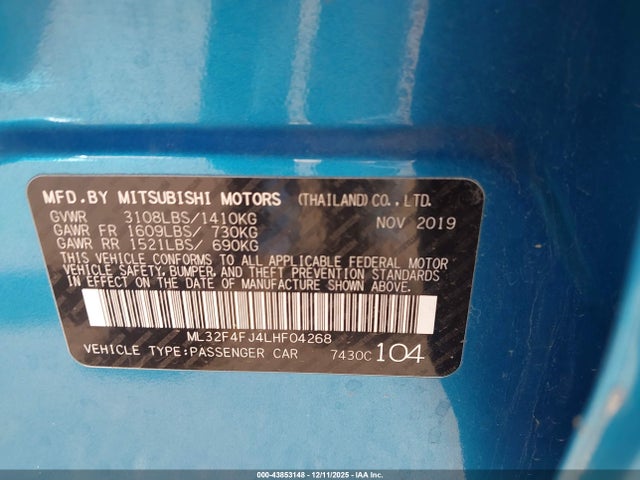 MFD.BY MITSUBISHI MOTORS (THAILAND) CO., LTD.
GVWR 3108LBS/1410KG NOV 2019
GAWR FR 1609LBS/ 730KG
GAWR RR 1521LBS/ 690KG
THIS VEHICLE CONFORMS TO ALL APPLICABLE FEDERAL MOTOR
VEHICLE SAFETY, BUMPER, AND THEFT PREVENTION STANDARDS
IN EFFECT ON THE DATE OF MANUFACTURE SHOWN ABOVE.
ML32F4FJ4LHF04268
VEHICLE TYPE:PASSENGER CAR 7430C 104
000-43853148 - 12/11/2025 - IAA Inc.